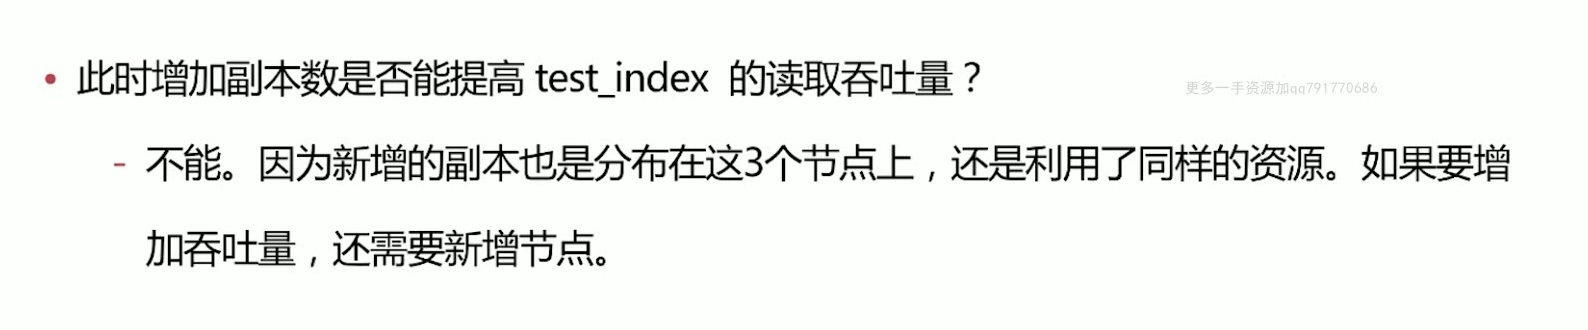 • 此时增加副本数是否能提高 test_index 的读取吞吐量？
更多一手资源加qq791770686
- 不能。因为新增的副本也是分布在这3个节点上，还是利用了同样的资源。如果要增
加吞吐量，还需要新增节点。